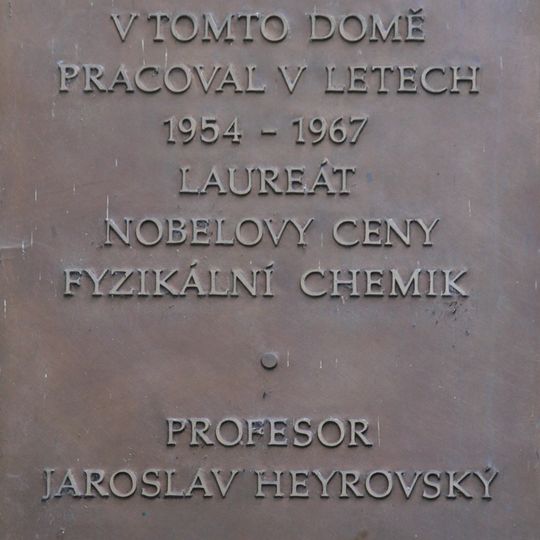 V TOMTO DOMĚ
PRACOVAL V LETECH
1954 - 1967
LAUREÁT
NOBELOVY CENY
FYZIKÁLNÍ CHEMIK
PROFESOR
JAROSLAV HEYROVSKÝ